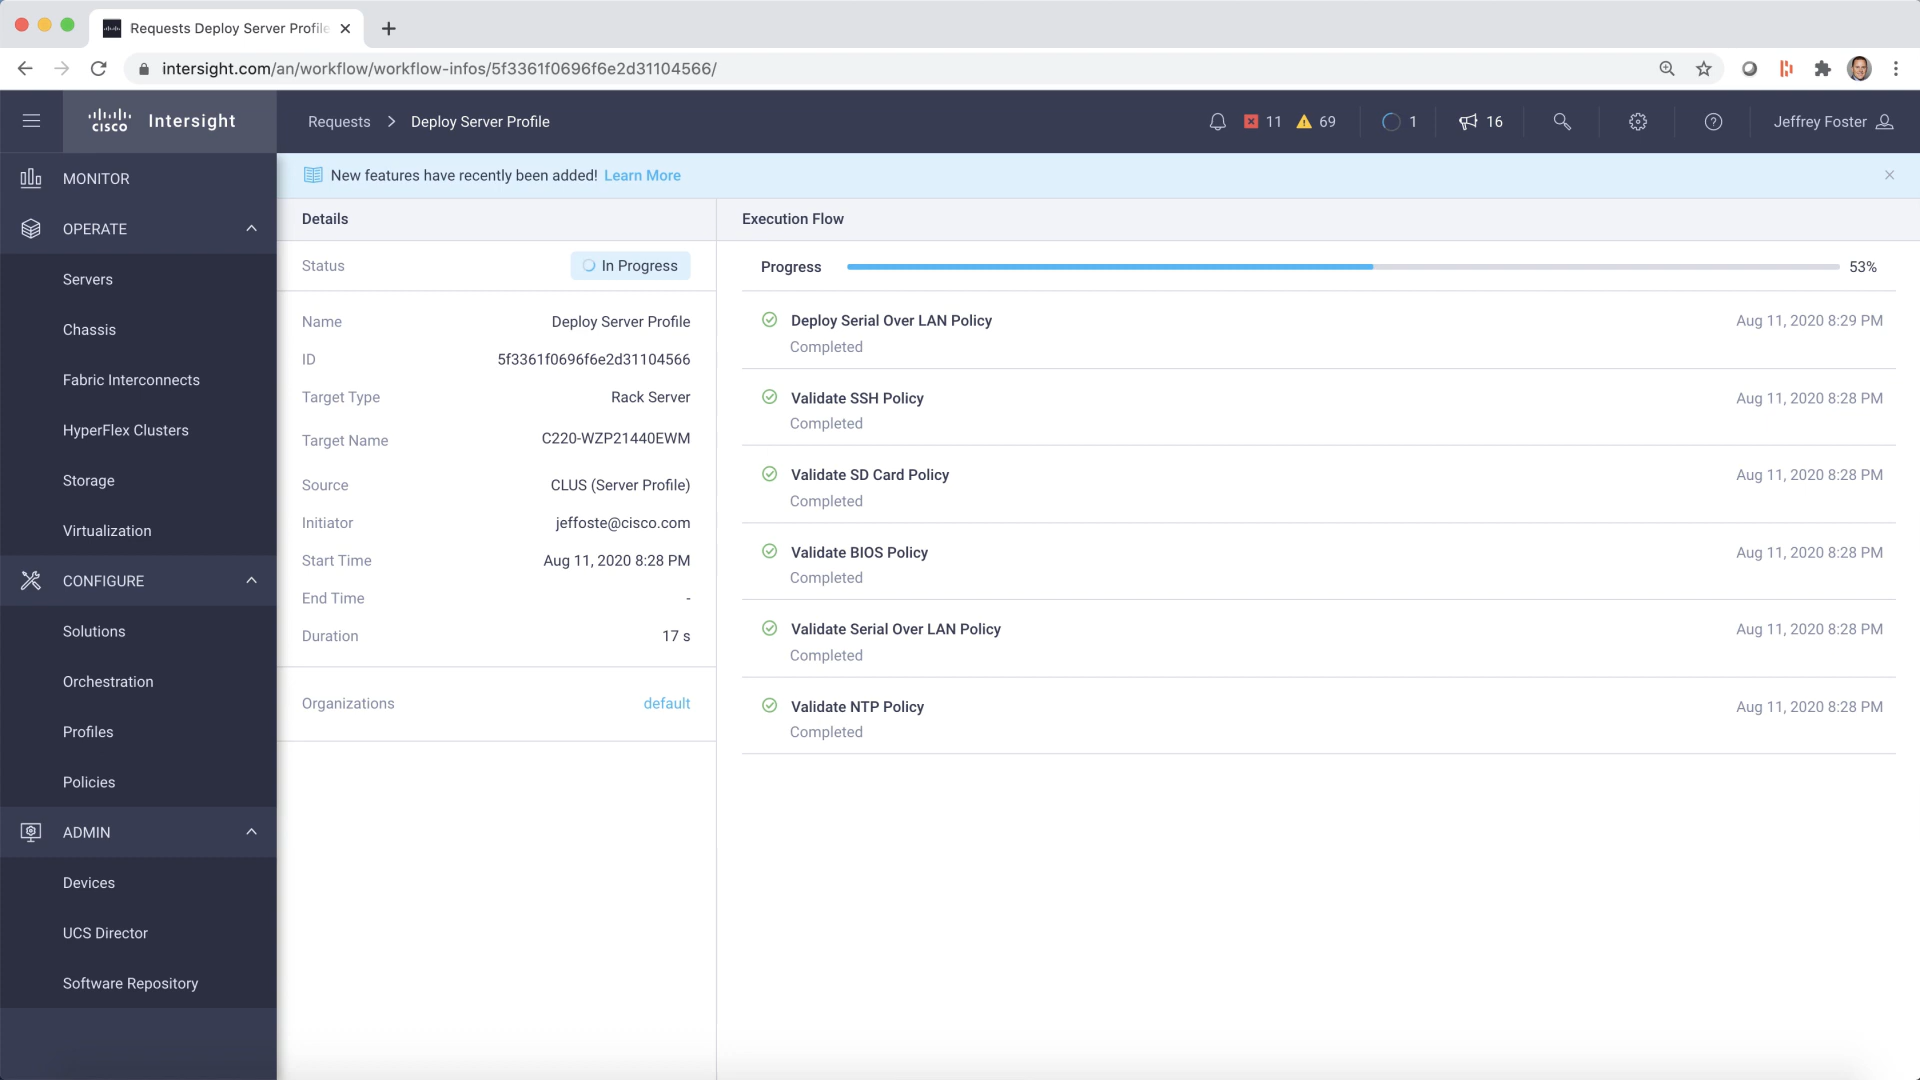 Requests Deploy Server Profile
intersight.com/an/workflow/workflow-infos/5f3361f0696f6e2d31104566/
cisco Intersight
Requests > Deploy Server Profile
11 69 1 16 Jeffrey Foster
MONITOR
OPERATE
Servers
Chassis
Fabric Interconnects
HyperFlex Clusters
Storage
Virtualization
CONFIGURE
Solutions
Orchestration
Profiles
Policies
ADMIN
Devices
UCS Director
Software Repository
New features have recently been added! Learn More
Details
Status In Progress
Name Deploy Server Profile
ID 5f3361f0696f6e2d31104566
Target Type Rack Server
Target Name C220-WZP21440EWM
Source CLUS (Server Profile)
Initiator jeffoste@cisco.com
Start Time Aug 11, 2020 8:28 PM
End Time -
Duration 17 s
Organizations default
Execution Flow
Progress 53%
Deploy Serial Over LAN Policy Aug 11, 2020 8:29 PM
Completed
Validate SSH Policy Aug 11, 2020 8:28 PM
Completed
Validate SD Card Policy Aug 11, 2020 8:28 PM
Completed
Validate BIOS Policy Aug 11, 2020 8:28 PM
Completed
Validate Serial Over LAN Policy Aug 11, 2020 8:28 PM
Completed
Validate NTP Policy Aug 11, 2020 8:28 PM
Completed